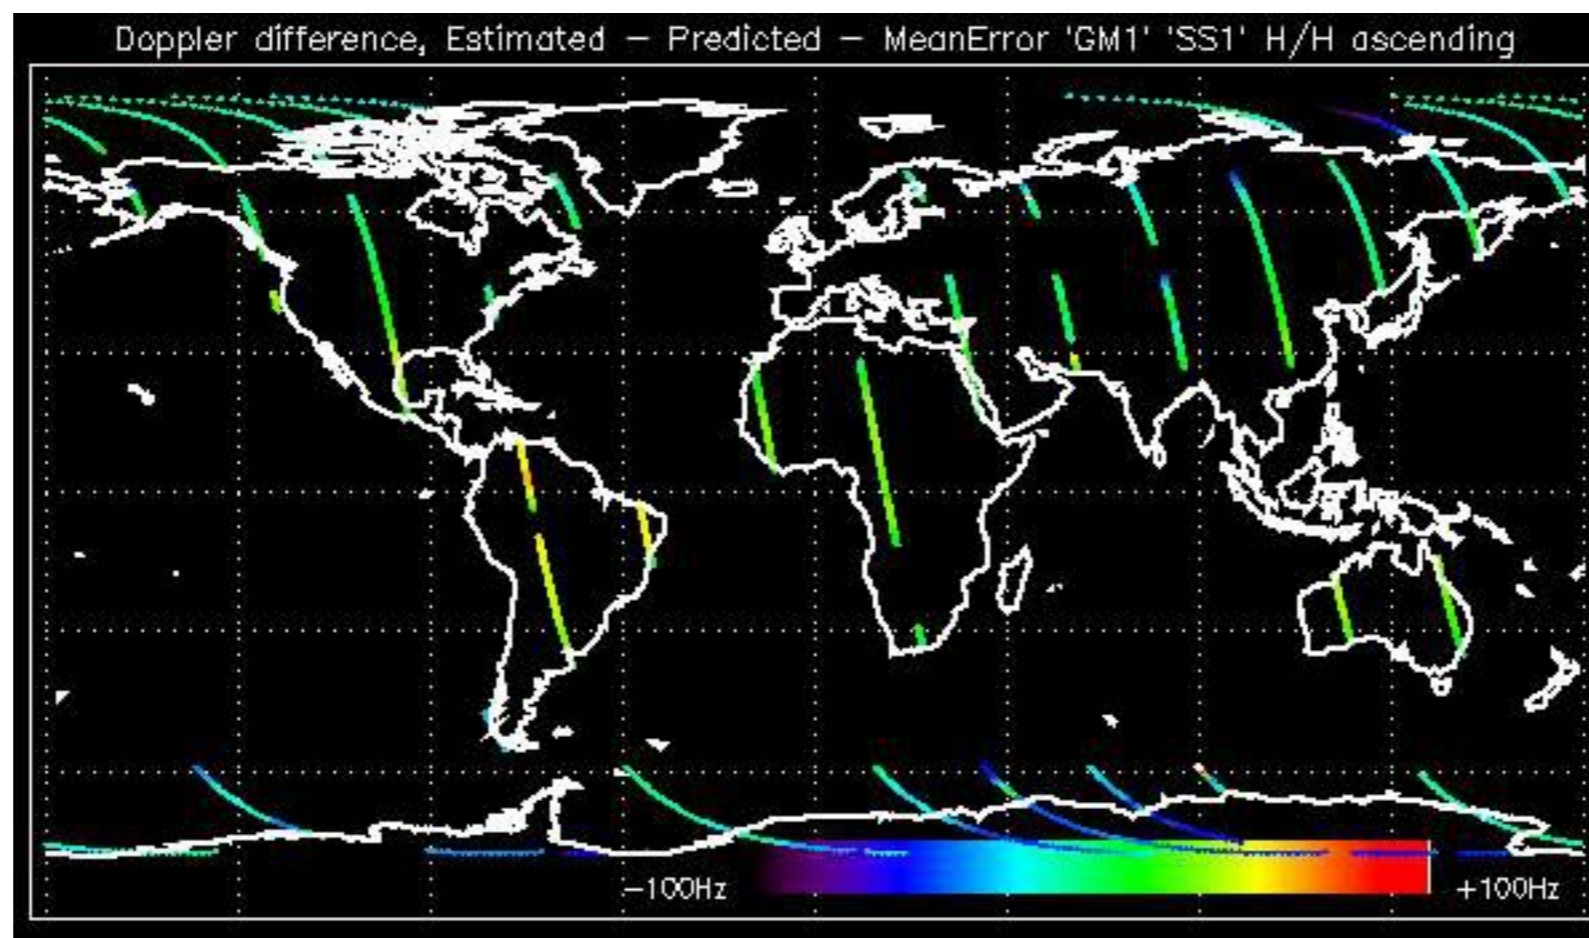 Doppler difference, Estimated – Predicted – MeanError 'GM1' 'SS1' H/H ascending
–100Hz
+100Hz